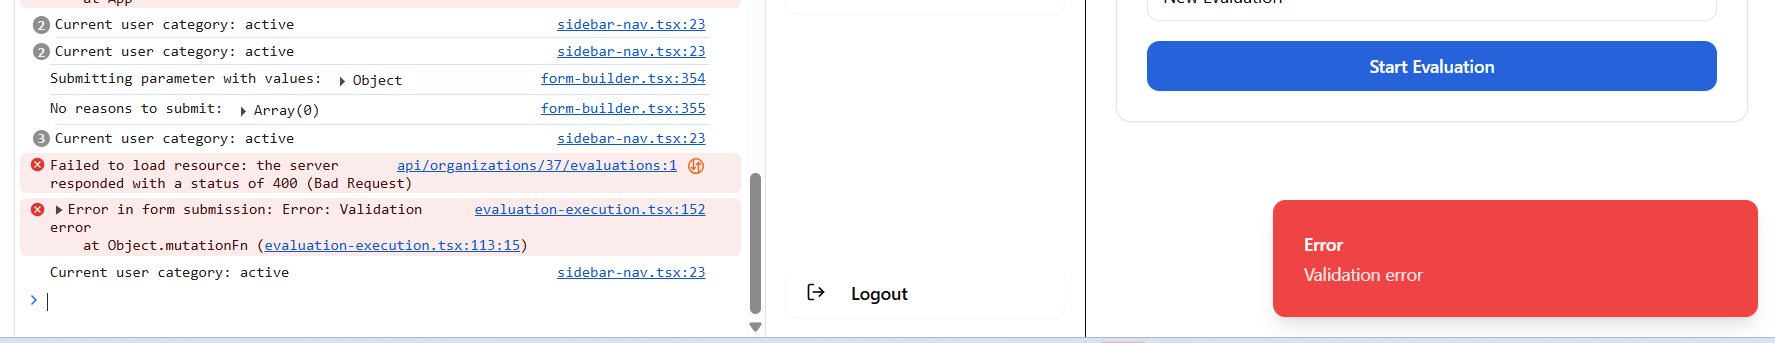 at App
2 Current user category: active sidebar-nav.tsx:23
2 Current user category: active sidebar-nav.tsx:23
Submitting parameter with values: ▶ Object form-builder.tsx:354
No reasons to submit: ▶ Array(0) form-builder.tsx:355
3 Current user category: active sidebar-nav.tsx:23
Failed to load resource: the server api/organizations/37/evaluations:1
responded with a status of 400 (Bad Request)
▶ Error in form submission: Error: Validation evaluation-execution.tsx:152
error
at Object.mutationFn (evaluation-execution.tsx:113:15)
Current user category: active sidebar-nav.tsx:23
>
Logout
New Evaluation
Start Evaluation
Error
Validation error